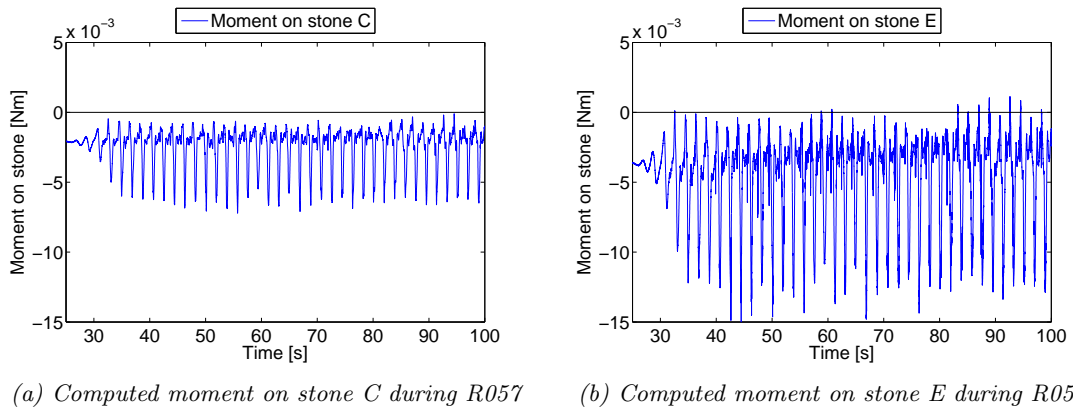 Moment on stone C
x 10⁻³
5
0
−5
−10
−15
Moment on stone [Nm]
30 40 50 60 70 80 90 100
Time [s]
(a) Computed moment on stone C during R057
Moment on stone E
x 10⁻³
5
0
−5
−10
−15
Moment on stone [Nm]
30 40 50 60 70 80 90 100
Time [s]
(b) Computed moment on stone E during R05